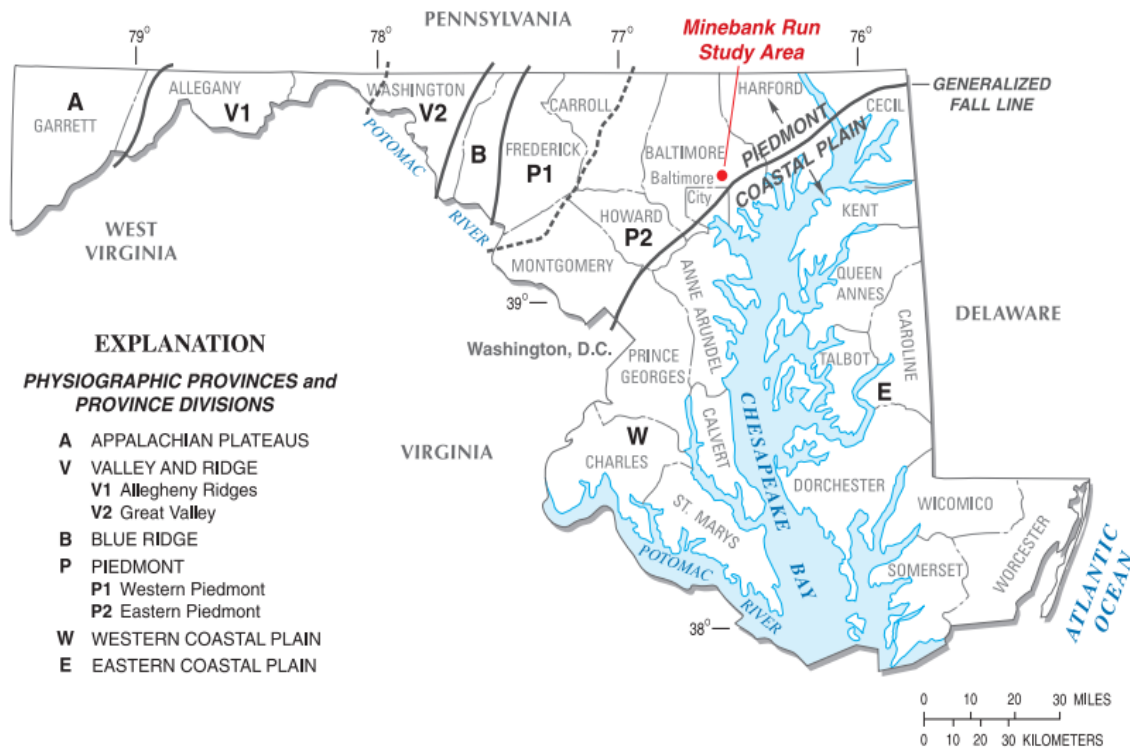 PENNSYLVANIA
79°
78°
77°
76°
Minebank Run
Study Area
GENERALIZED
FALL LINE
A
GARRETT
ALLEGANY
V1
WASHINGTON
V2
B
FREDERICK
P1
CARROLL
BALTIMORE
Baltimore
City
HARFORD
CECIL
PIEDMONT
COASTAL PLAIN
POTOMAC
RIVER
HOWARD
P2
MONTGOMERY
KENT
WEST
VIRGINIA
39°
ANNE ARUNDEL
QUEEN
ANNES
CAROLINE
DELAWARE
Washington, D.C.
PRINCE
GEORGES
TALBOT
E
EXPLANATION
PHYSIOGRAPHIC PROVINCES and
PROVINCE DIVISIONS
A APPALACHIAN PLATEAUS
V VALLEY AND RIDGE
V1 Allegheny Ridges
V2 Great Valley
B BLUE RIDGE
P PIEDMONT
P1 Western Piedmont
P2 Eastern Piedmont
W WESTERN COASTAL PLAIN
E EASTERN COASTAL PLAIN
VIRGINIA
W
CHARLES
CALVERT
CHESAPEAKE
BAY
DORCHESTER
WICOMICO
ST. MARYS
SOMERSET
WORCESTER
POTOMAC
RIVER
38°
ATLANTIC
OCEAN
0 10 20 30 MILES
0 10 20 30 KILOMETERS